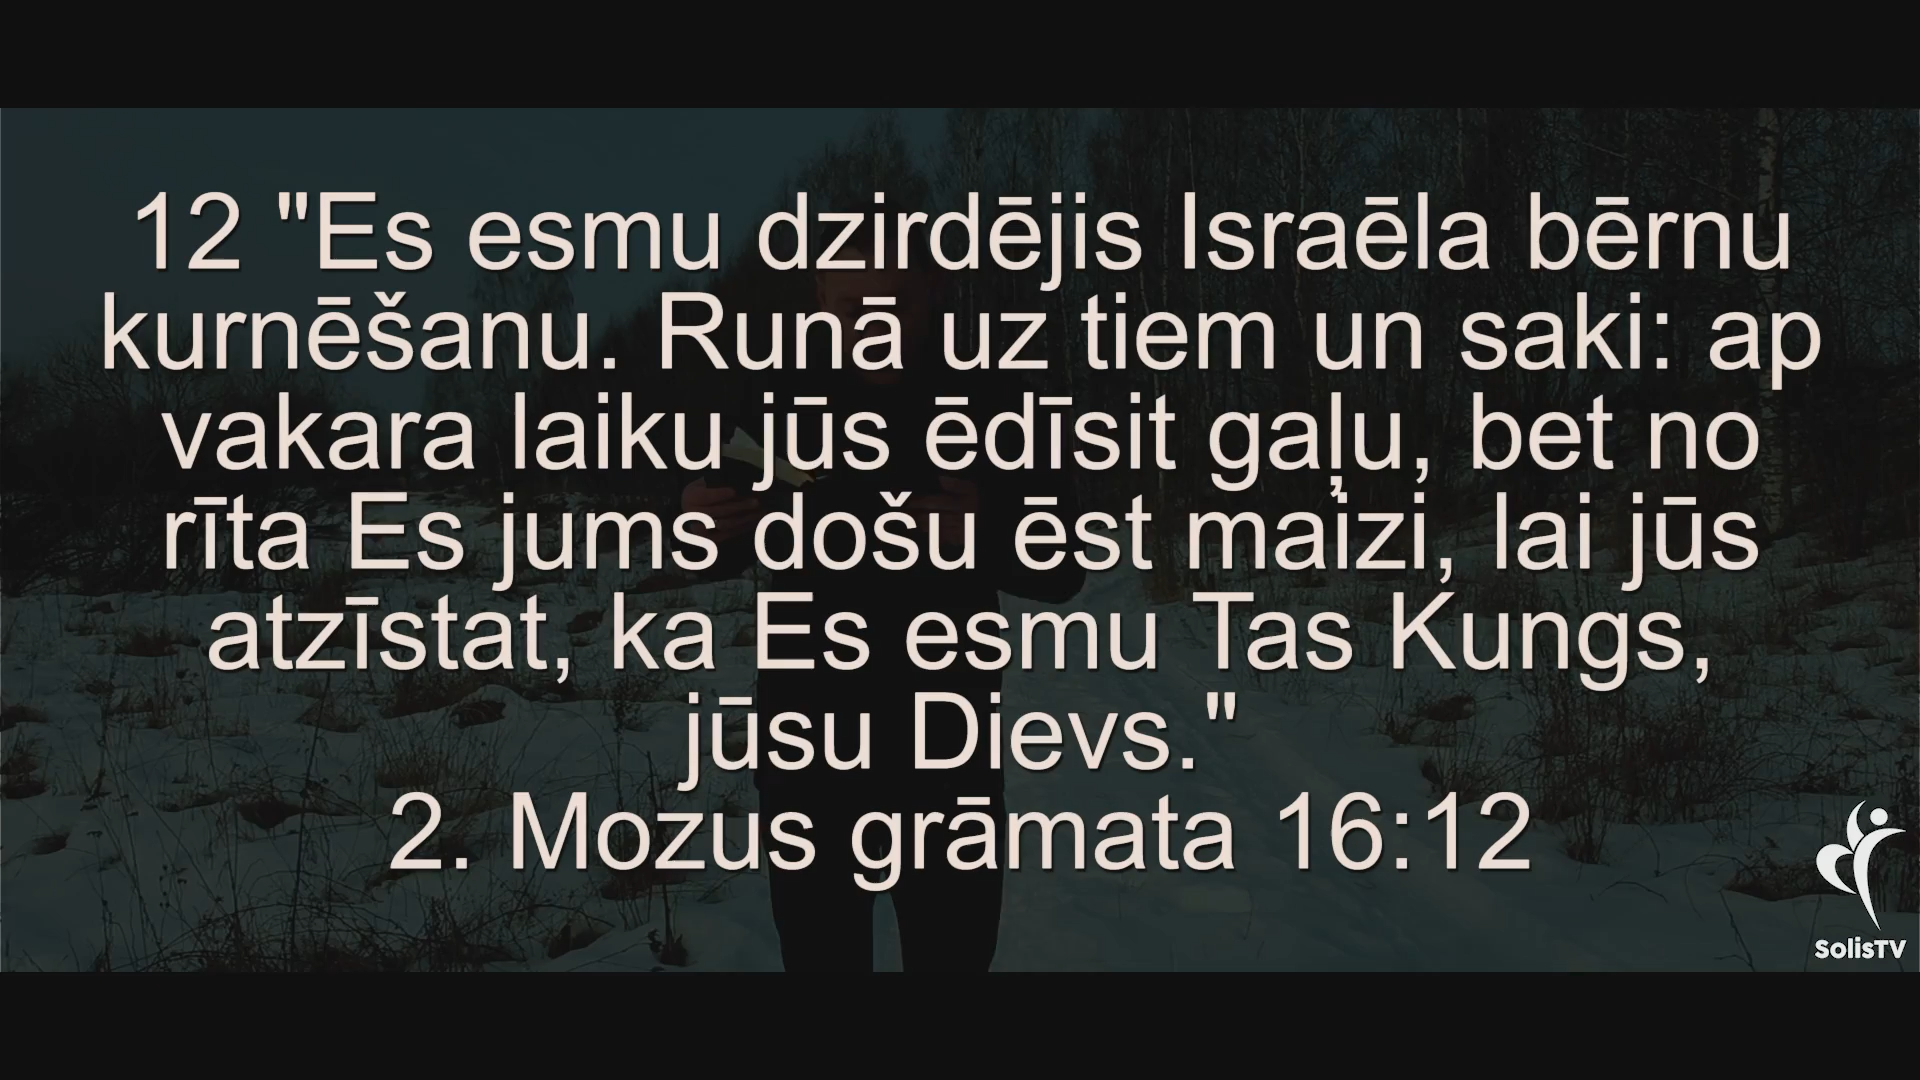 12 "Es esmu dzirdējis Israēla bērnu
kurnēšanu. Runā uz tiem un saki: ap
vakara laiku jūs ēdīsit gaļu, bet no
rīta Es jums došu ēst maizi, lai jūs
atzīstat, ka Es esmu Tas Kungs,
jūsu Dievs."
2. Mozus grāmata 16:12
SolisTV